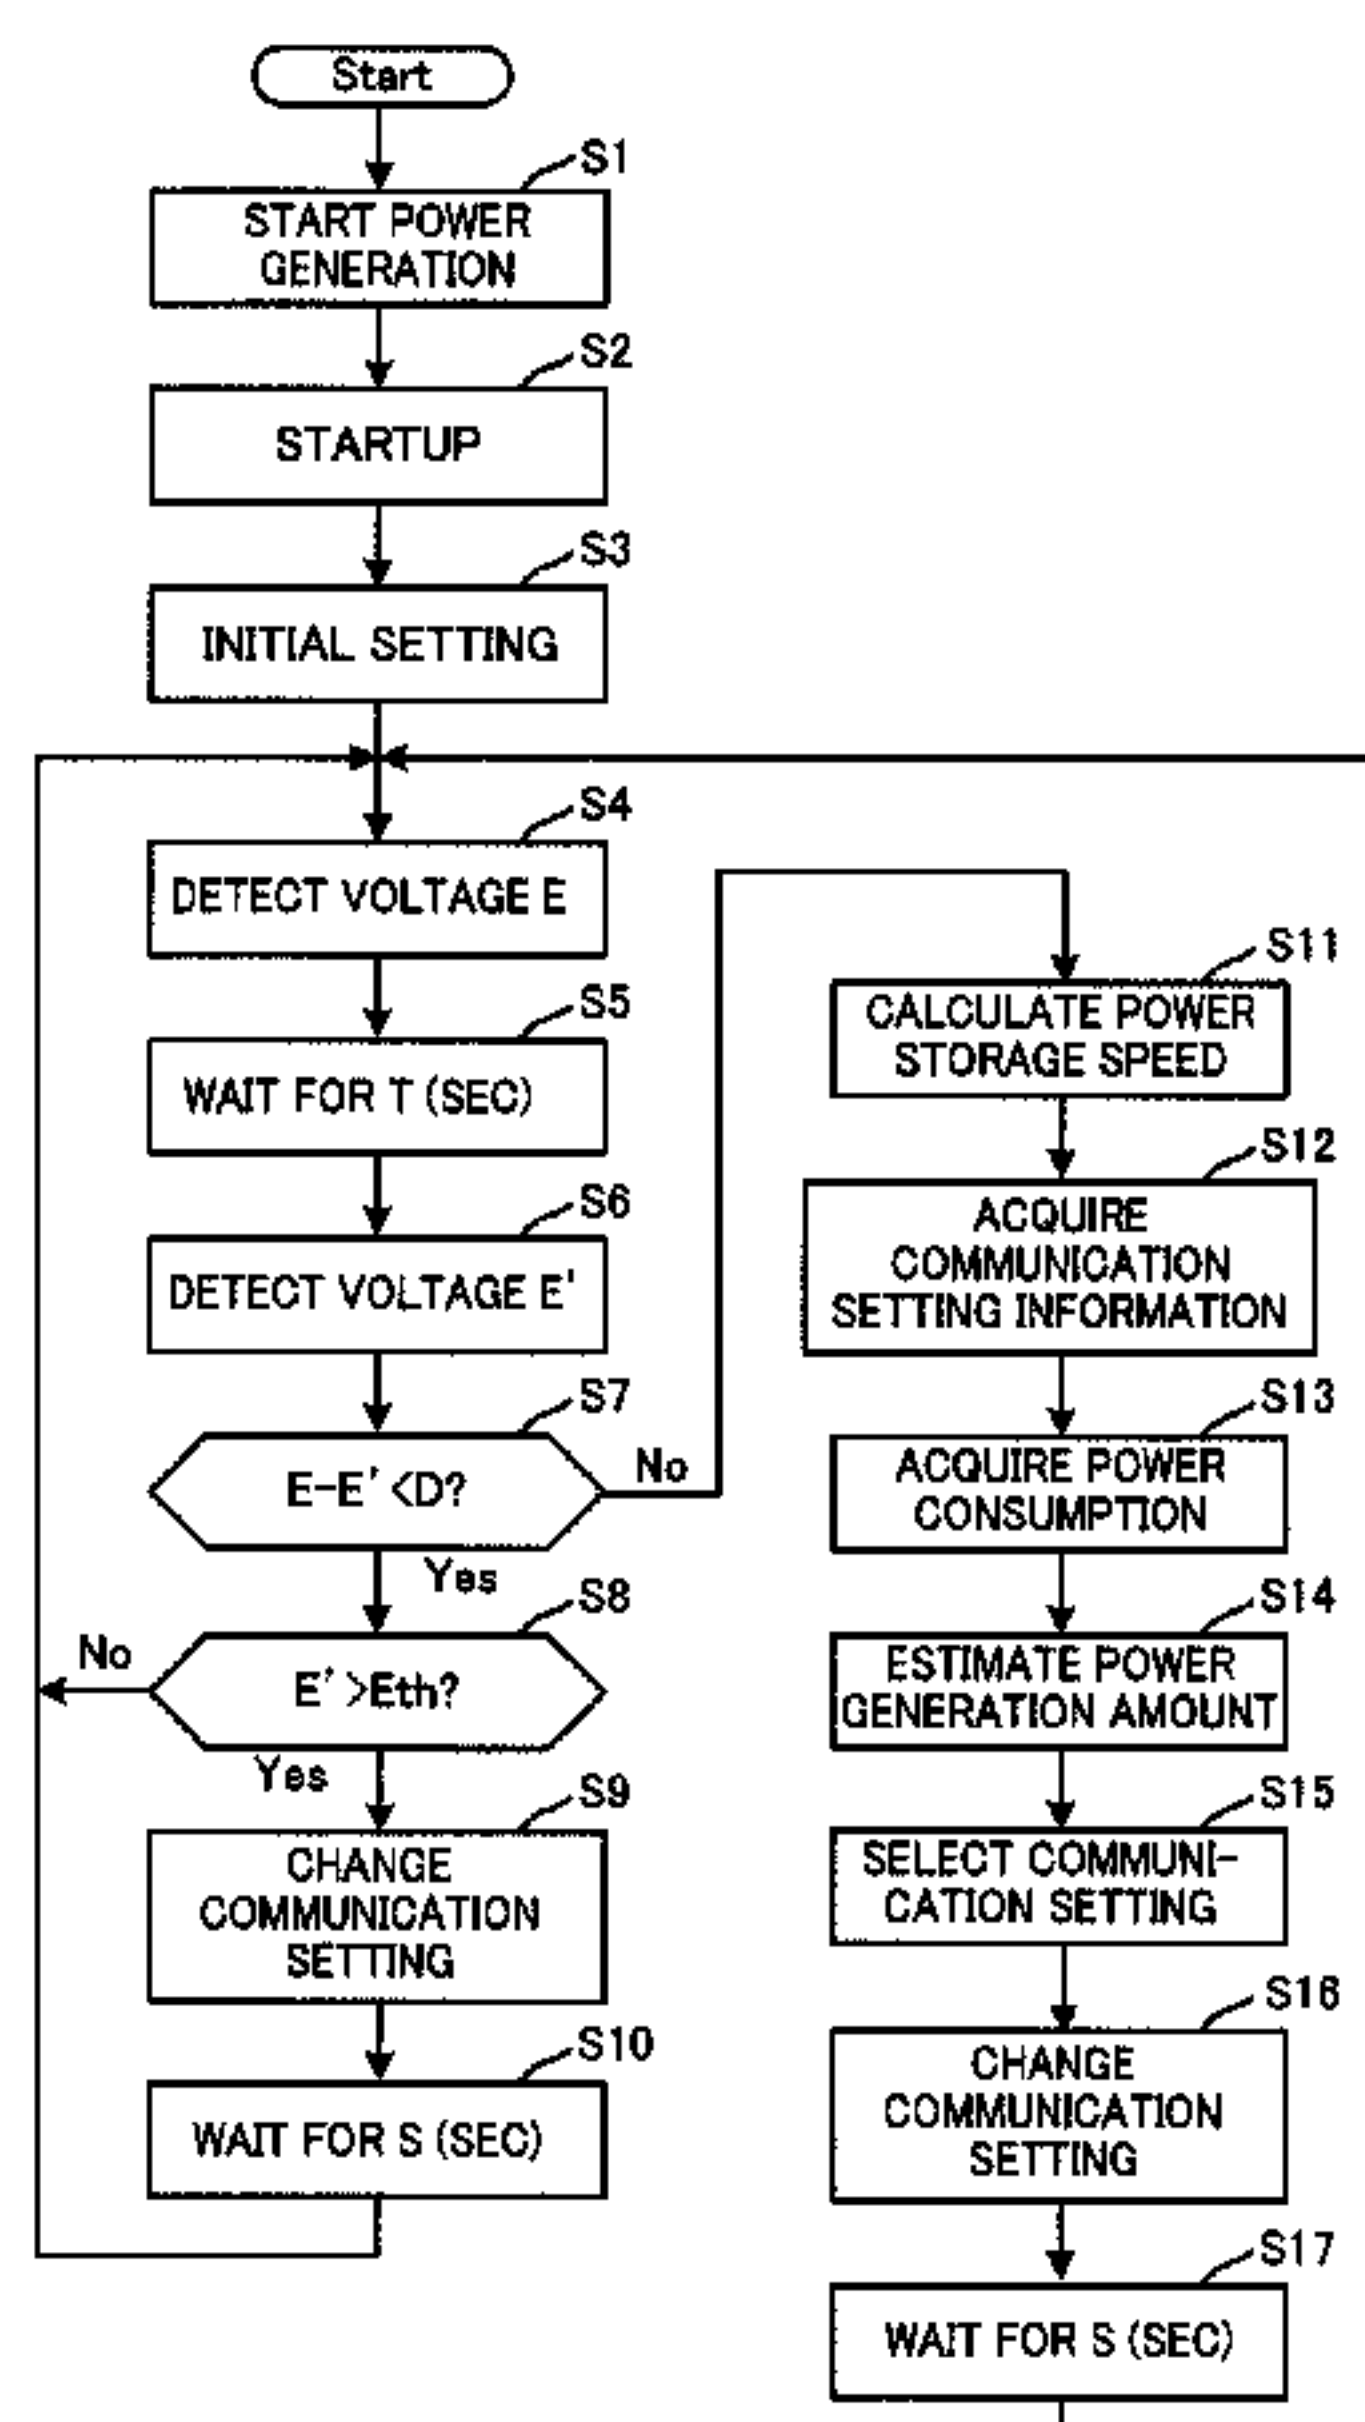 Start
S1
START POWER
GENERATION
S2
STARTUP
S3
INITIAL SETTING
S4
DETECT VOLTAGE E
S5
WAIT FOR T (SEC)
S6
DETECT VOLTAGE E'
S7
E-E' <D?
No
Yes
S8
E' >Eth?
No
Yes
S9
CHANGE
COMMUNICATION
SETTING
S10
WAIT FOR S (SEC)
S11
CALCULATE POWER
STORAGE SPEED
S12
ACQUIRE
COMMUNICATION
SETTING INFORMATION
S13
ACQUIRE POWER
CONSUMPTION
S14
ESTIMATE POWER
GENERATION AMOUNT
S15
SELECT COMMUNI-
CATION SETTING
S16
CHANGE
COMMUNICATION
SETTING
S17
WAIT FOR S (SEC)